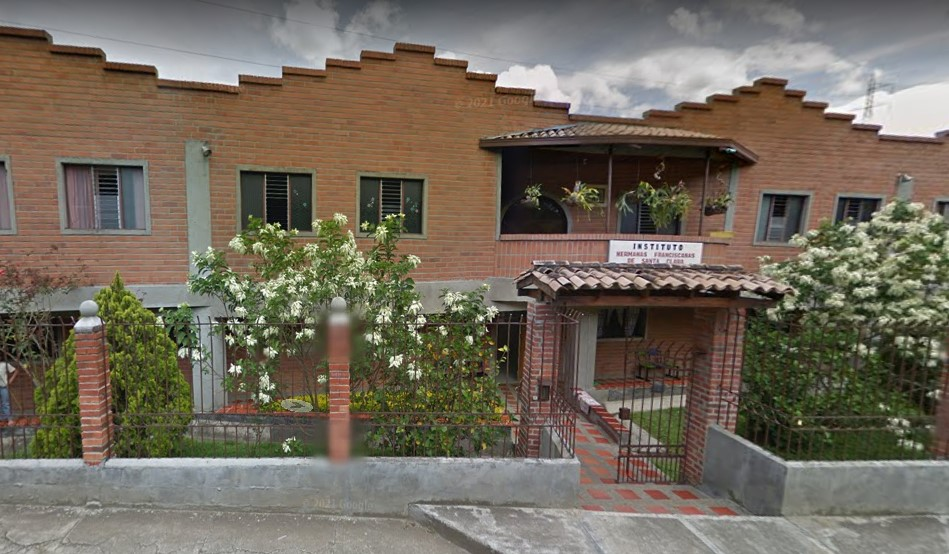 © 2021 Google
INSTITUTO
HERMANAS FRANCISCANAS
DE SANTA CLARA